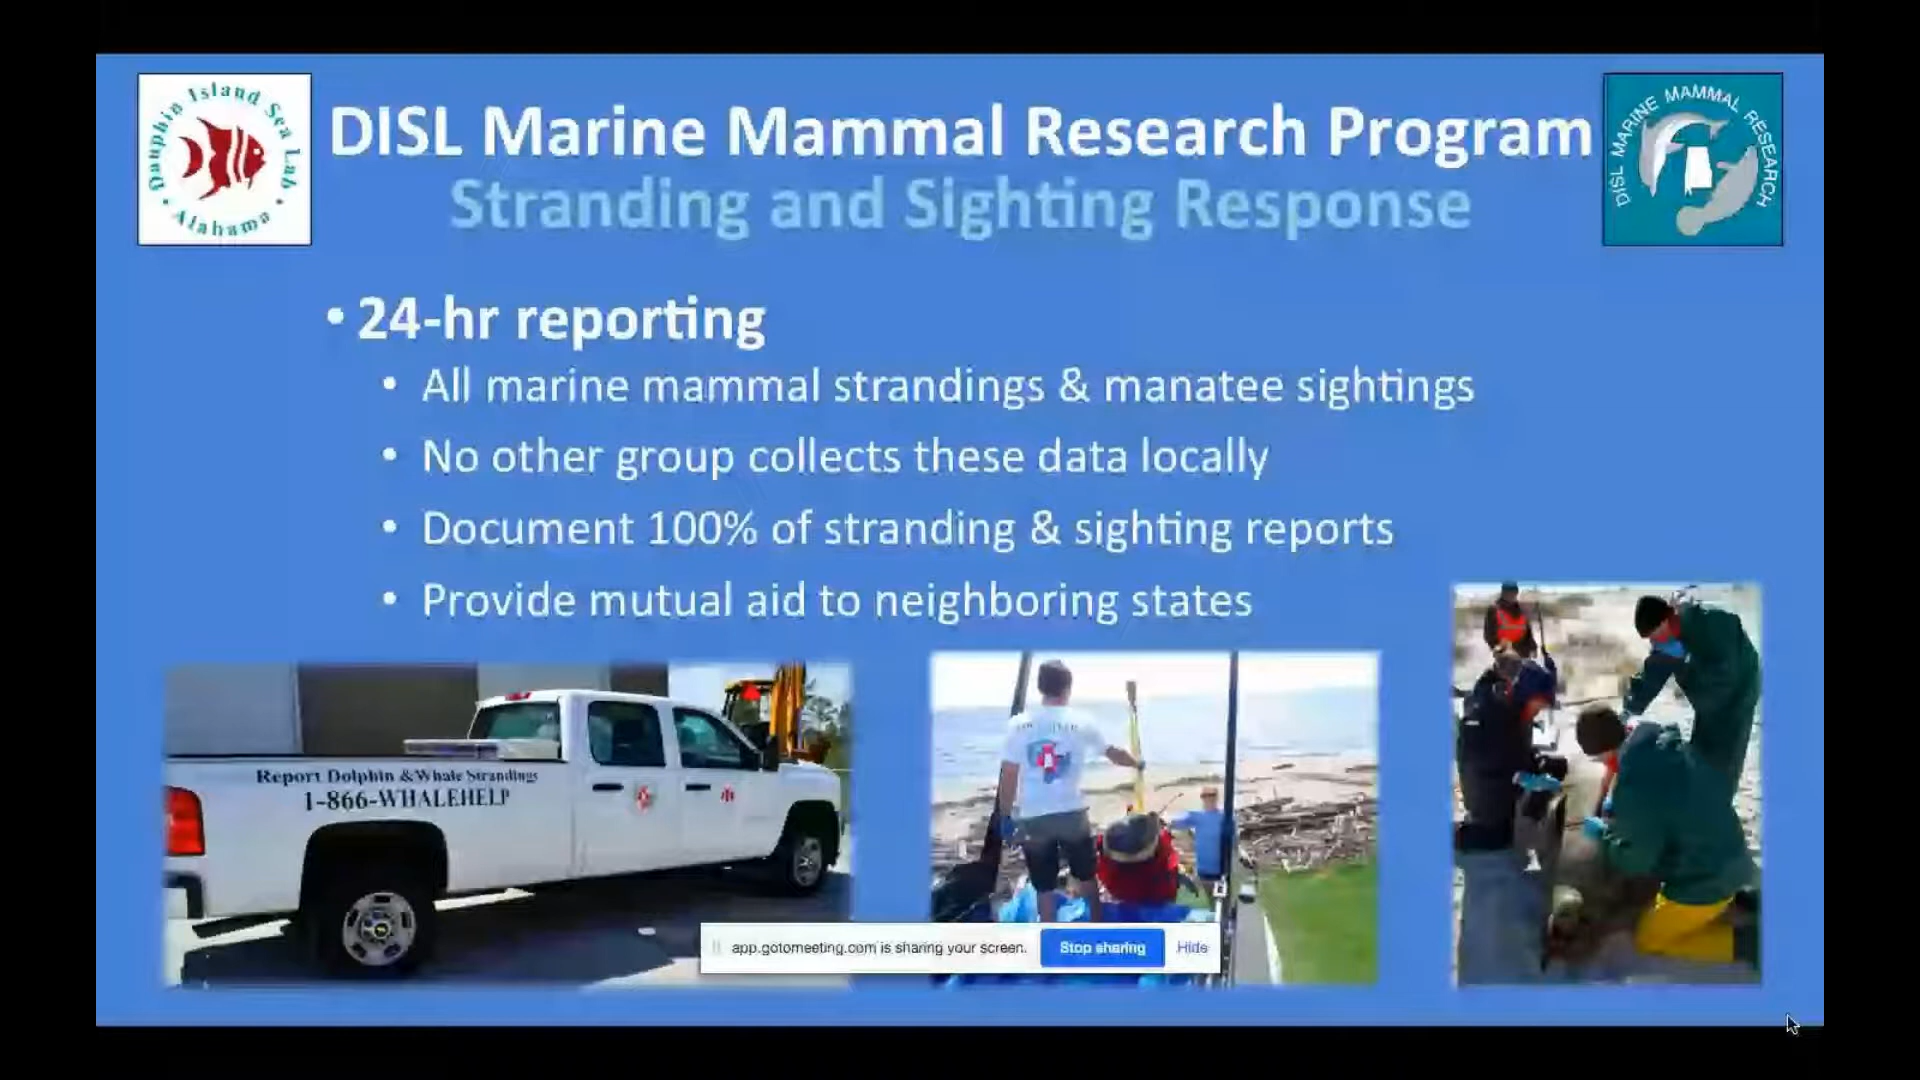 Dauphin Island Sea Lab
Alabama
DISL Marine Mammal Research Program
DISL MARINE MAMMAL RESEARCH
Stranding and Sighting Response
• 24-hr reporting
• All marine mammal strandings & manatee sightings
• No other group collects these data locally
• Document 100% of stranding & sighting reports
• Provide mutual aid to neighboring states
Report Dolphin & Whale Strandings
1-866-WHALEHELP
app.gotomeeting.com is sharing your screen. Stop sharing Hide